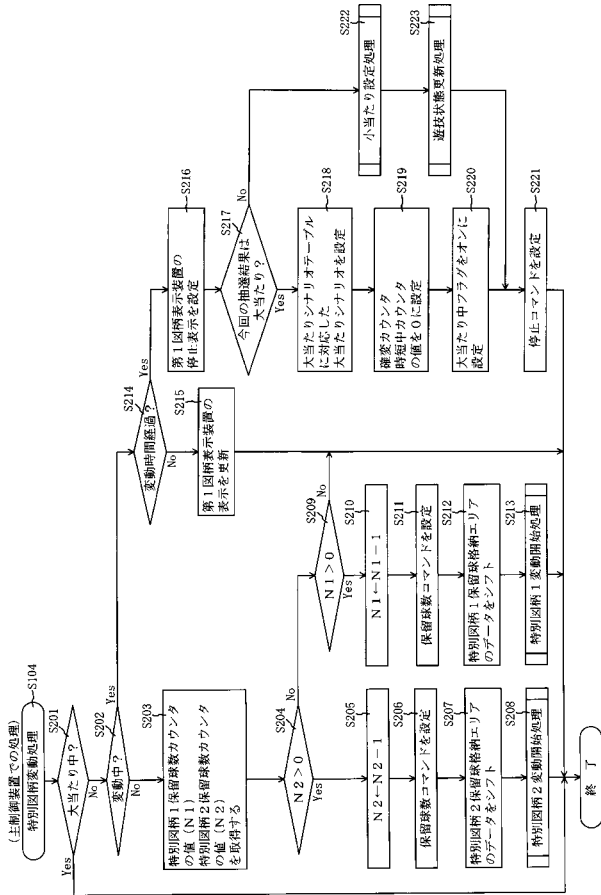 (主制御装置での処理)
特別図柄変動処理
S104
S201
大当たり中?
Yes
No
S202
変動中?
Yes
No
S203
特別図柄1保留球数カウンタ
の値(N1)
特別図柄2保留球数カウンタ
の値(N2)
を取得する
S204
N2>0
No
Yes
S205
N2←N2-1
S206
保留球数コマンドを設定
S207
特別図柄2保留球格納エリア
のデータをシフト
S208
特別図柄2変動開始処理
S209
N1>0
No
Yes
S210
N1←N1-1
S211
保留球数コマンドを設定
S212
特別図柄1保留球格納エリア
のデータをシフト
S213
特別図柄1変動開始処理
S214
変動時間経過?
Yes
No
S215
第1図柄表示装置の
表示を更新
S216
第1図柄表示装置の
停止表示を設定
S217
今回の抽選結果は
大当たり?
No
Yes
S218
大当たりシナリオテーブル
に対応した
大当たりシナリオを設定
S219
確変カウンタ
時短中カウンタ
の値を0に設定
S220
大当たり中フラグをオンに
設定
S221
停止コマンドを設定
S222
小当たり設定処理
S223
遊技状態更新処理
終了